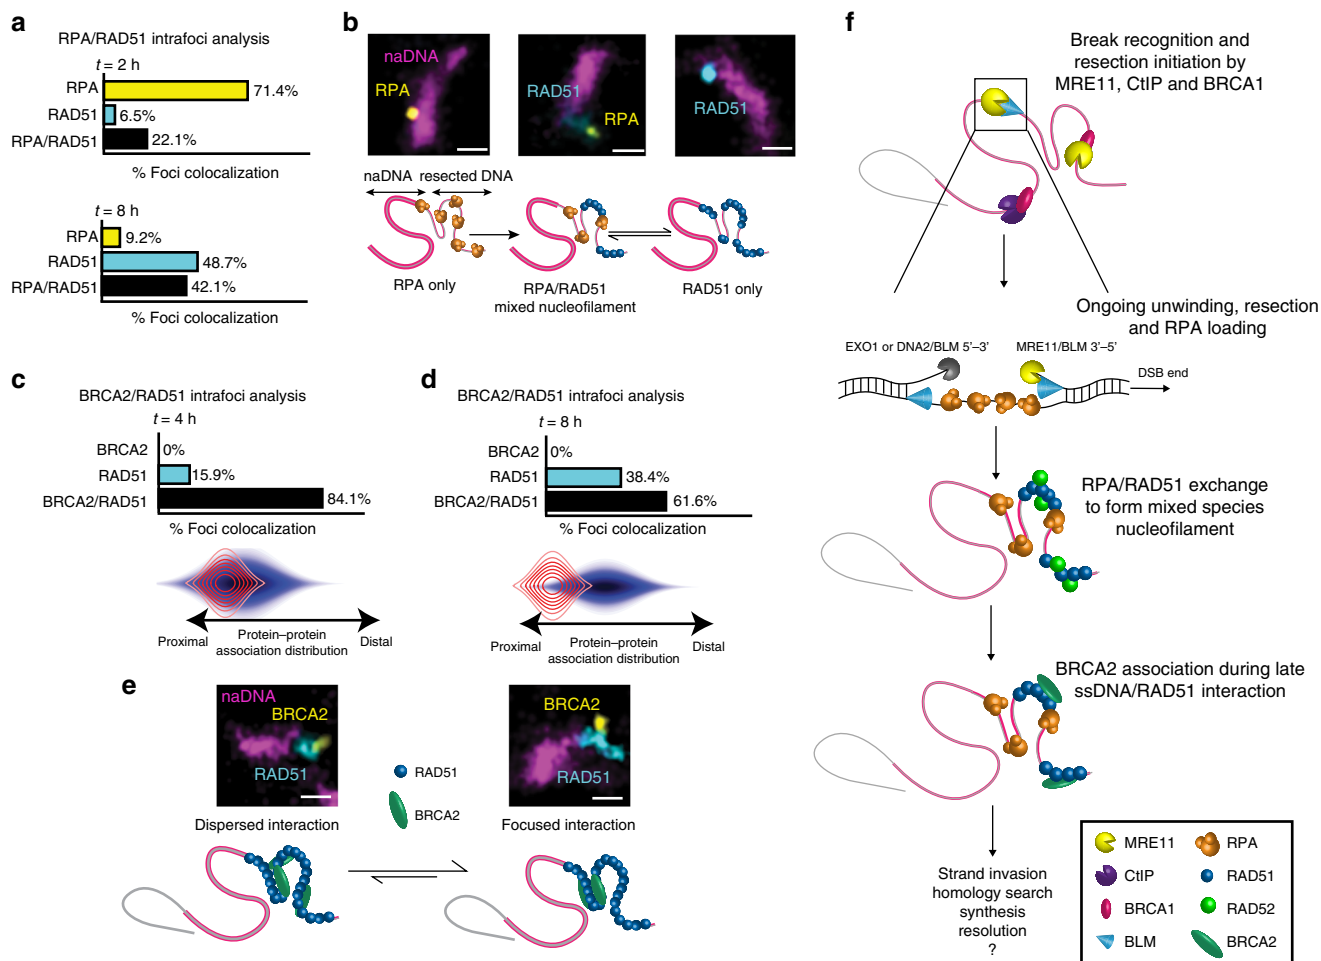 a
RPA/RAD51 intrafoci analysis
t = 2 h
RPA
71.4%
RAD51
6.5%
RPA/RAD51
22.1%
% Foci colocalization
t = 8 h
RPA
9.2%
RAD51
48.7%
RPA/RAD51
42.1%
% Foci colocalization
b
naDNA
RPA
RAD51
RPA
RAD51
naDNA
resected DNA
RPA only
RPA/RAD51
mixed nucleofilament
RAD51 only
c
BRCA2/RAD51 intrafoci analysis
t = 4 h
BRCA2
0%
RAD51
15.9%
BRCA2/RAD51
84.1%
% Foci colocalization
Proximal
Protein–protein
association distribution
Distal
d
BRCA2/RAD51 intrafoci analysis
t = 8 h
BRCA2
0%
RAD51
38.4%
BRCA2/RAD51
61.6%
% Foci colocalization
Proximal
Protein–protein
association distribution
Distal
e
naDNA
BRCA2
RAD51
Dispersed interaction
RAD51
BRCA2
BRCA2
RAD51
Focused interaction
f
Break recognition and
resection initiation by
MRE11, CtIP and BRCA1
Ongoing unwinding, resection
and RPA loading
EXO1 or DNA2/BLM 5'–3'
MRE11/BLM 3'–5'
DSB end
RPA/RAD51 exchange
to form mixed species
nucleofilament
BRCA2 association during late
ssDNA/RAD51 interaction
Strand invasion
homology search
synthesis
resolution
?
MRE11
RPA
CtIP
RAD51
BRCA1
RAD52
BLM
BRCA2